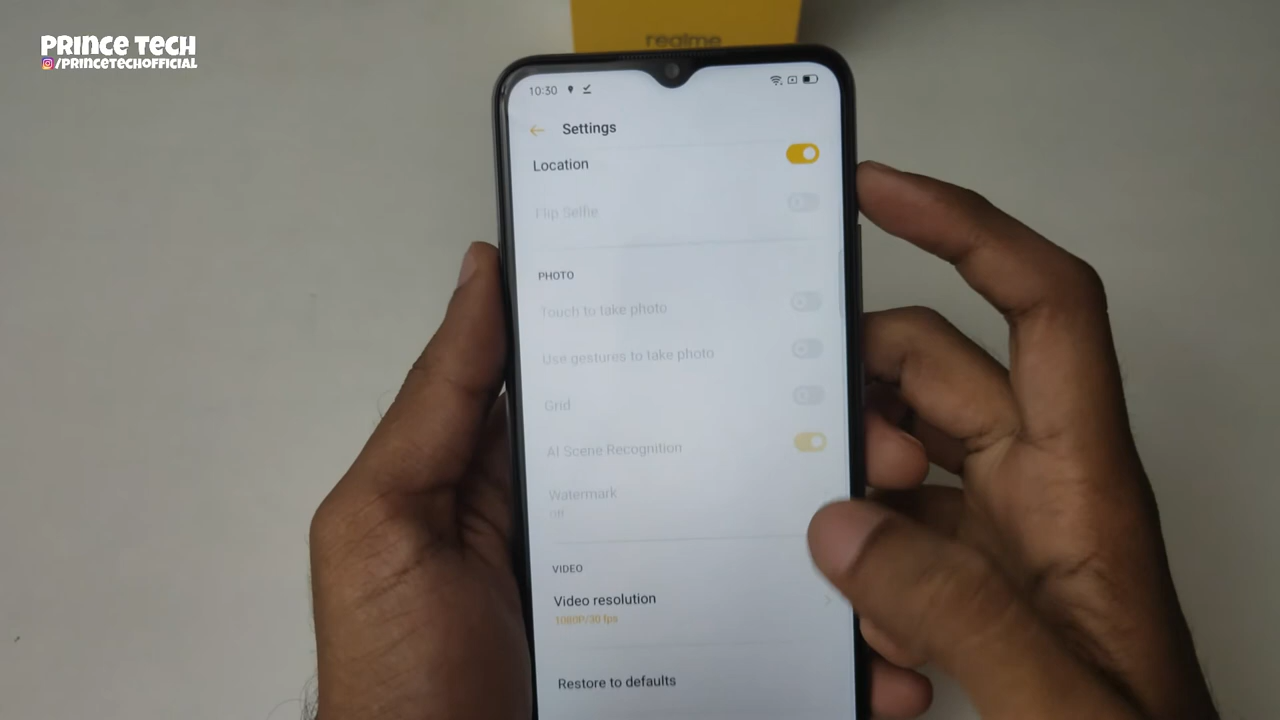 PRINCE TECH
/PRINCETECHOFFICIAL
realme
10:30
Settings
Location
Flip Selfie
PHOTO
Touch to take photo
Use gestures to take photo
Grid
AI Scene Recognition
Watermark
Off
VIDEO
Video resolution
1080P/30 fps
Restore to defaults